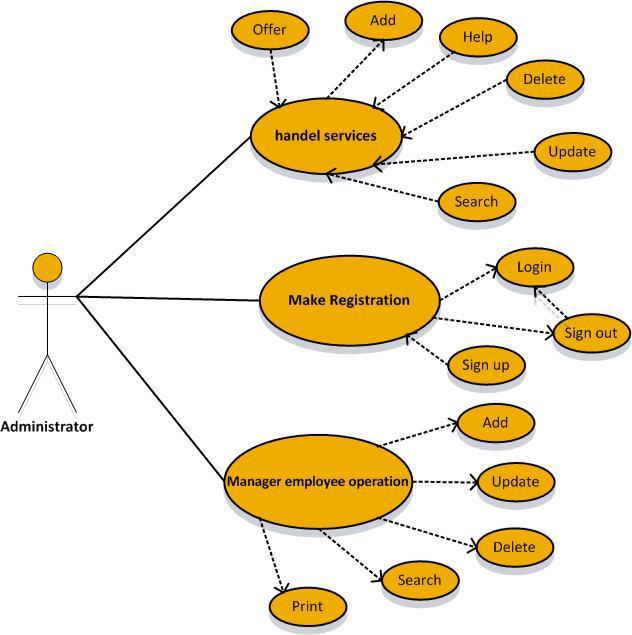 Offer
Add
Help
Delete
handel services
Update
Search
Login
Make Registration
Sign out
Sign up
Administrator
Add
Manager employee operation
Update
Delete
Search
Print